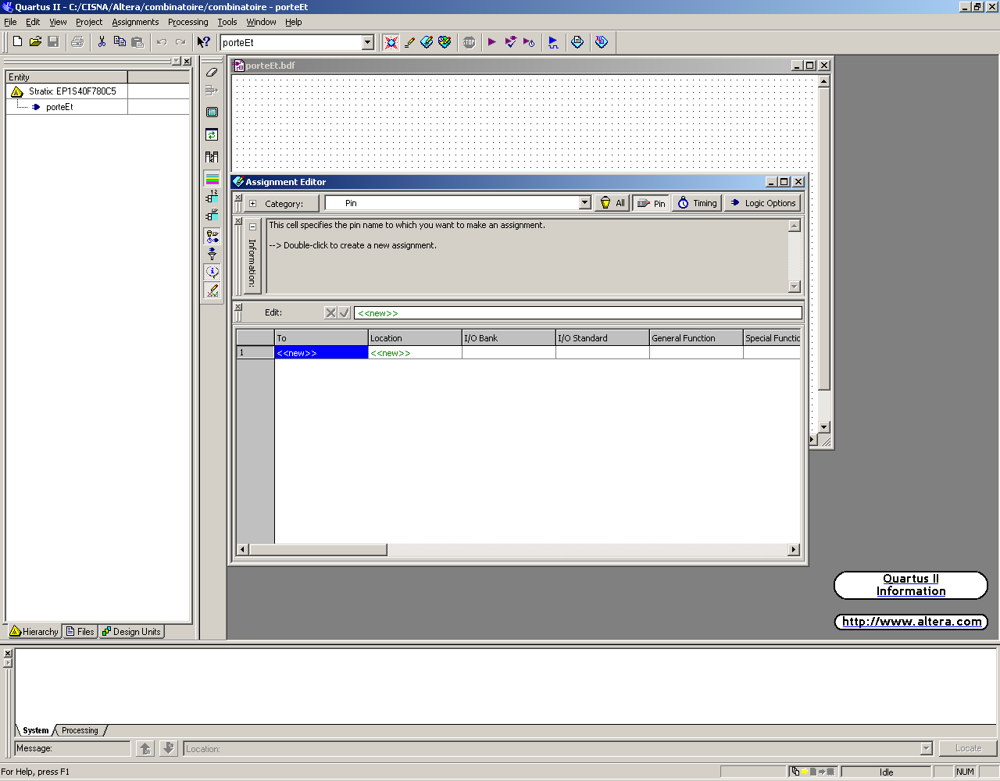 Quartus II - C:/CISNA/Altera/combinatoire/combinatoire - porteEt
File Edit View Project Assignments Processing Tools Window Help
porteEt
STOP
Entity
Stratix: EP1S40F780C5
porteEt
Hierarchy Files Design Units
12
porteEt.bdf
Assignment Editor
Category: Pin All Pin Timing Logic Options
Information:
This cell specifies the pin name to which you want to make an assignment.
--> Double-click to create a new assignment.
Edit: <<new>>
To Location I/O Bank I/O Standard General Function Special Functic
1 <<new>> <<new>>
Quartus II
Information
http://www.altera.com
System Processing
Message: Location: Locate
For Help, press F1 Idle NUM